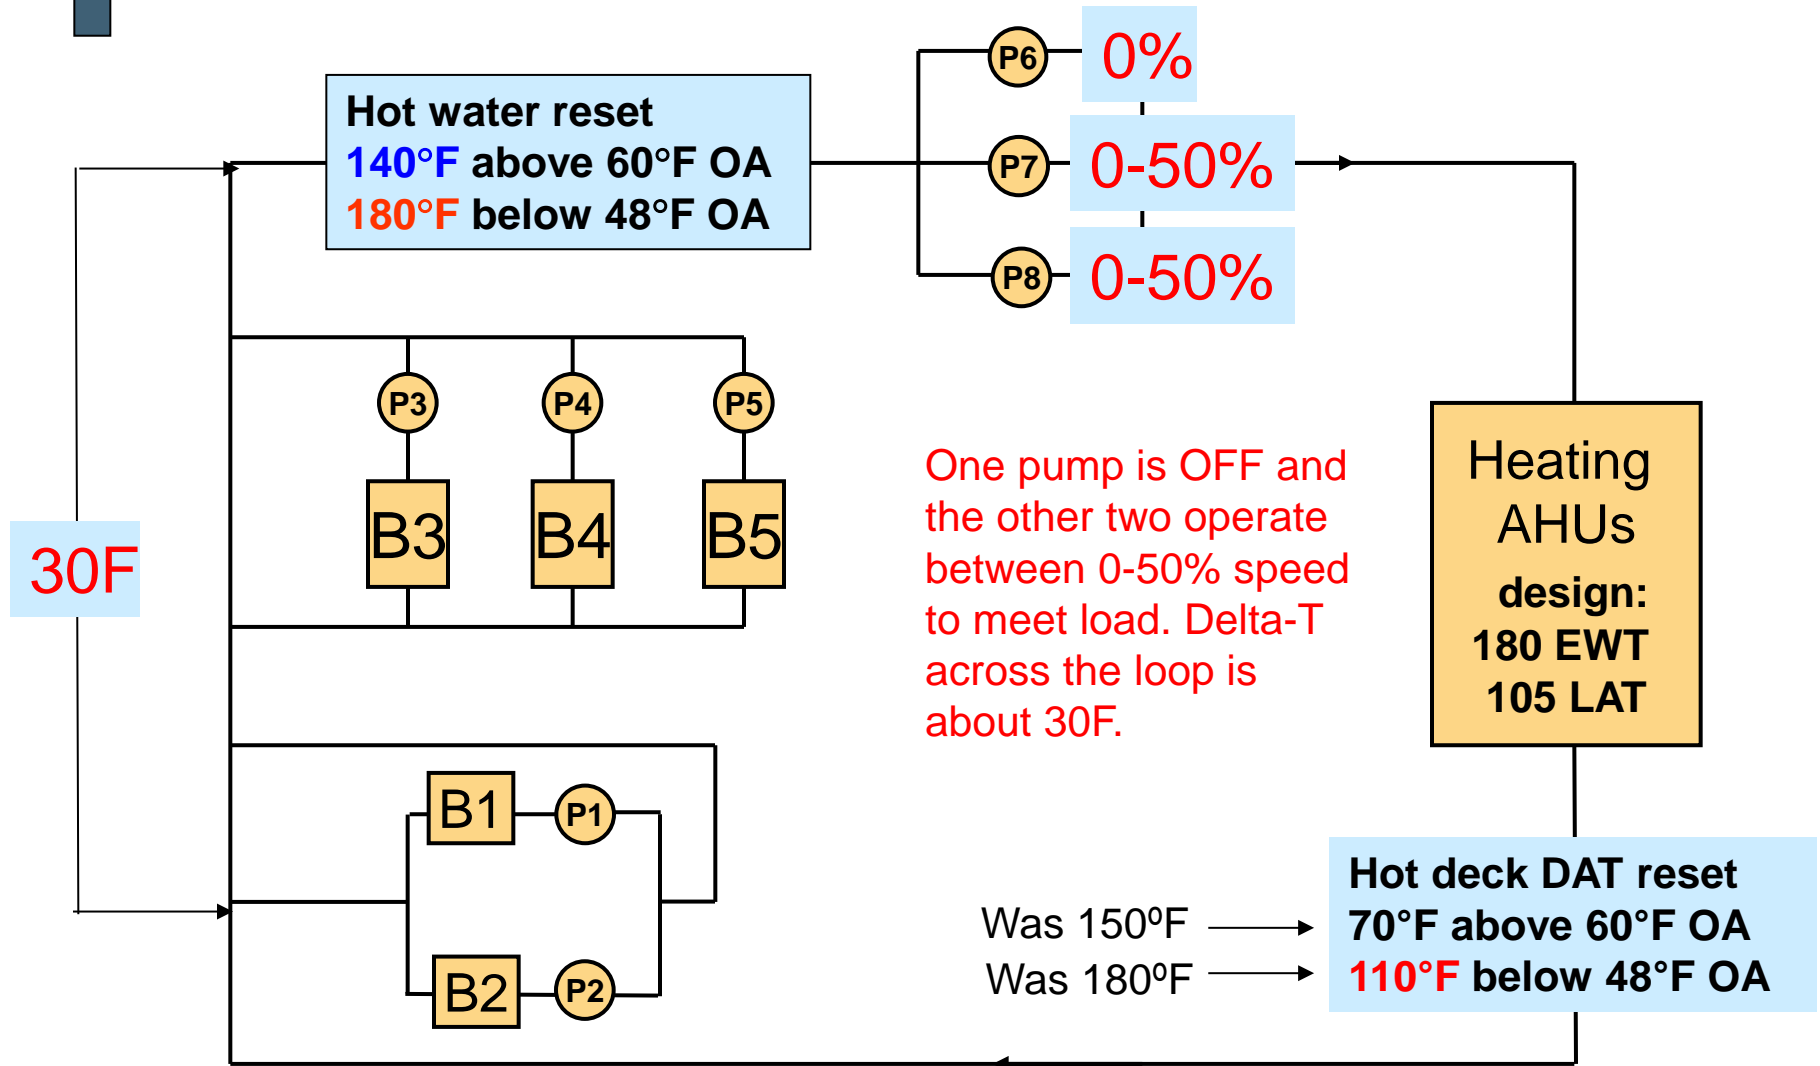 P6
0%
Hot water reset
140°F above 60°F OA
180°F below 48°F OA
P7
0-50%
P8
0-50%
P3
P4
P5
B3
B4
B5
30F
One pump is OFF and
the other two operate
between 0-50% speed
to meet load. Delta-T
across the loop is
about 30F.
Heating
AHUs
design:
180 EWT
105 LAT
B1
P1
B2
P2
Was 150ºF
Was 180ºF
Hot deck DAT reset
70°F above 60°F OA
110°F below 48°F OA